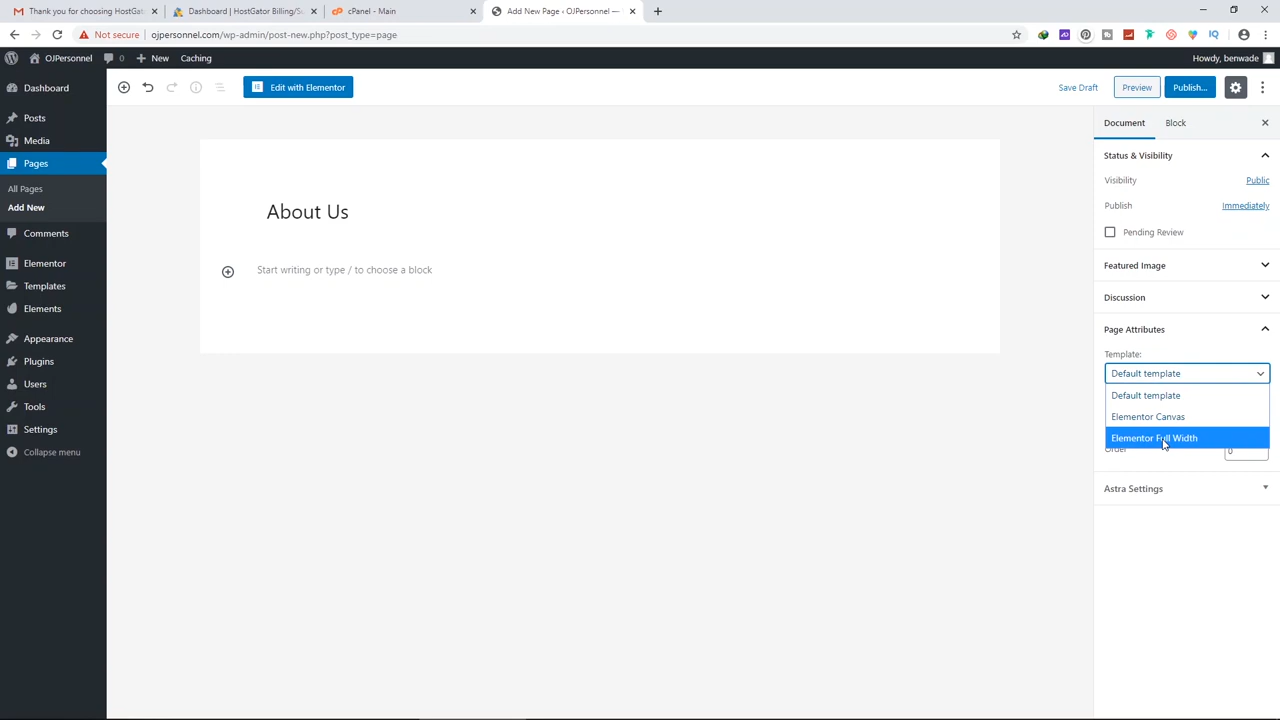 Thank you for choosing HostGa
Dashboard | HostGator Billing/Su
cPanel - Main
Add New Page ‹ OJPersonnel —
Not secure | ojpersonnel.com/wp-admin/post-new.php?post_type=page
OJPersonnel
0
New
Caching
Howdy, benwade
Dashboard
Posts
Media
Pages
All Pages
Add New
Comments
Elementor
Templates
Elements
Appearance
Plugins
Users
Tools
Settings
Collapse menu
Edit with Elementor
Save Draft
Preview
Publish...
About Us
Start writing or type / to choose a block
Document
Block
Status & Visibility
Visibility
Public
Publish
Immediately
Pending Review
Featured Image
Discussion
Page Attributes
Template:
Default template
Default template
Elementor Canvas
Elementor Full Width
Order
0
Astra Settings